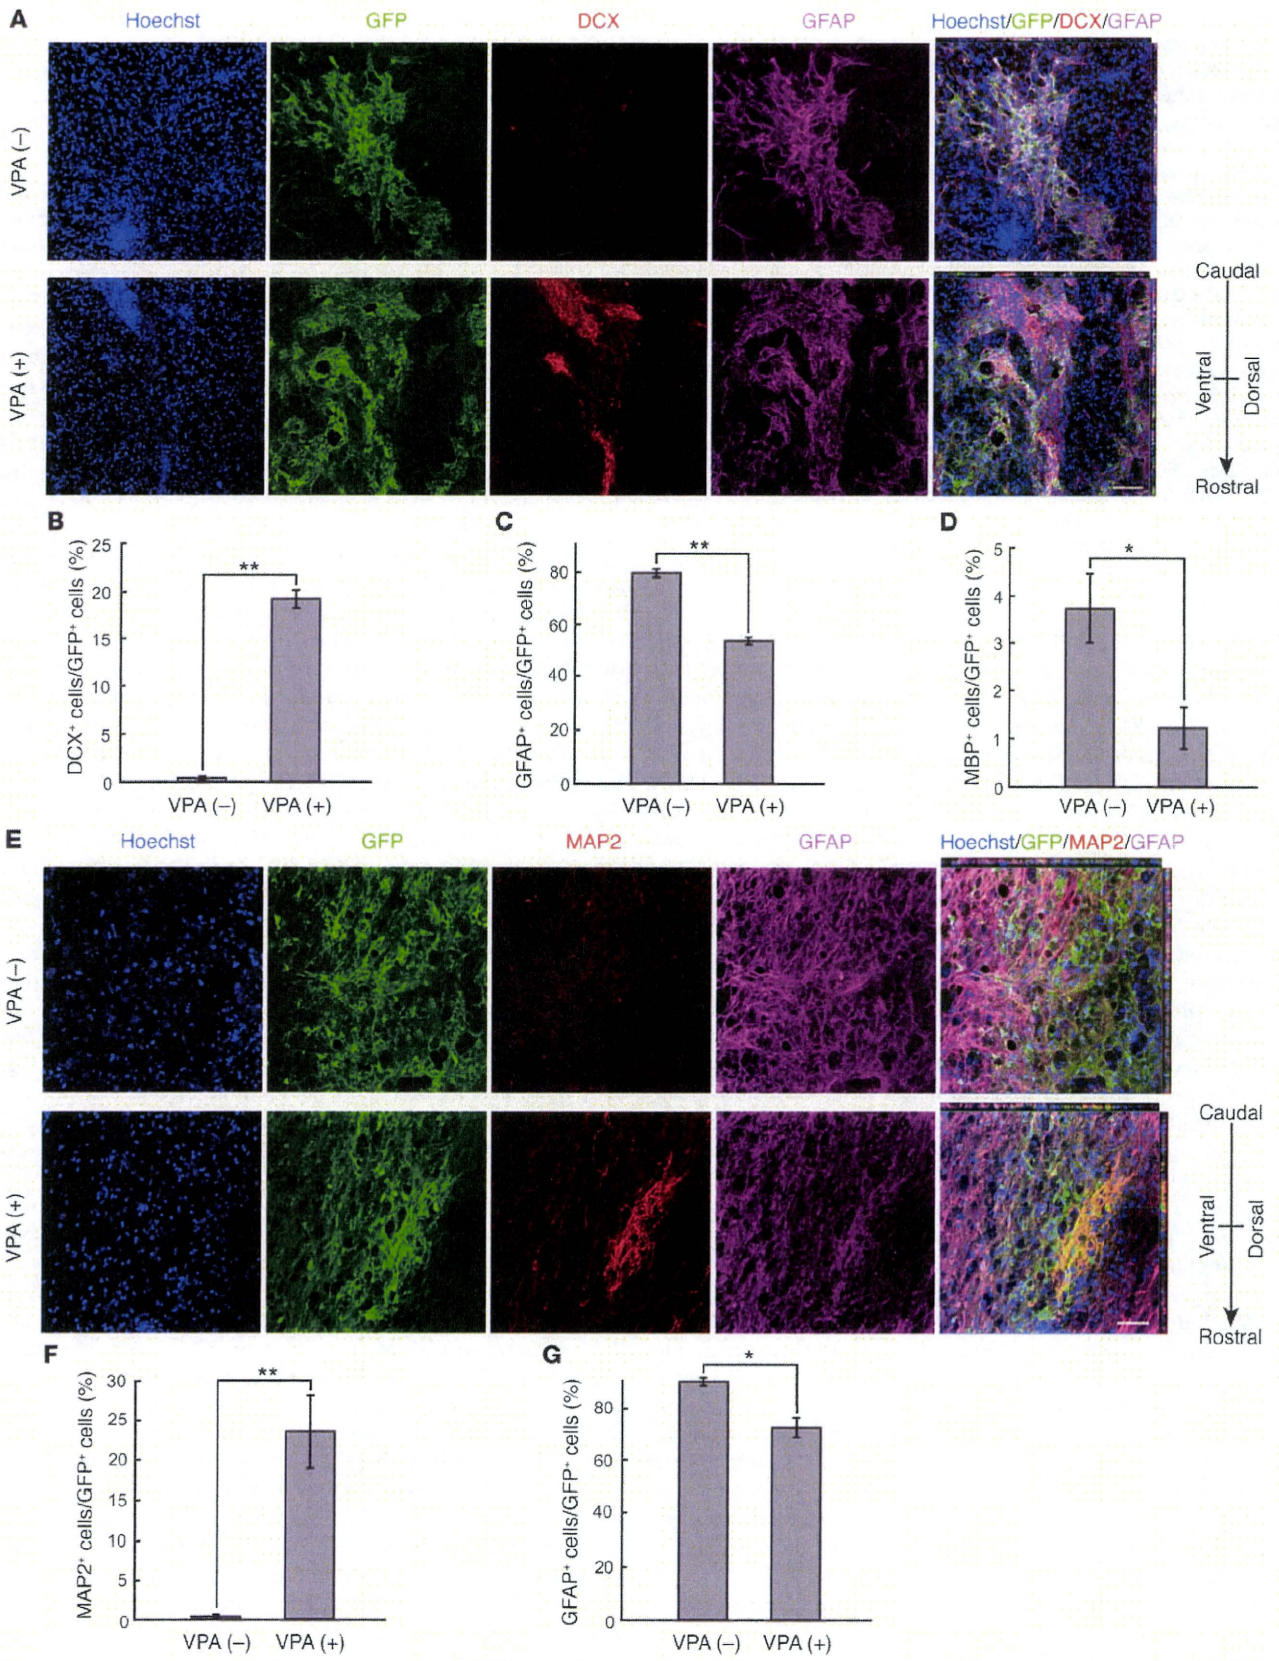 A
Hoechst GFP DCX GFAP Hoechst/GFP/DCX/GFAP
VPA (–)
VPA (+)
Caudal
Ventral
Dorsal
Rostral
B
DCX⁺ cells/GFP⁺ cells (%)
25
20
15
10
5
0
**
VPA (–) VPA (+)
C
GFAP⁺ cells/GFP⁺ cells (%)
80
60
40
20
0
**
VPA (–) VPA (+)
D
MBP⁺ cells/GFP⁺ cells (%)
5
4
3
2
1
0
*
VPA (–) VPA (+)
E
Hoechst GFP MAP2 GFAP Hoechst/GFP/MAP2/GFAP
VPA (–)
VPA (+)
Caudal
Ventral
Dorsal
Rostral
F
MAP2⁺ cells/GFP⁺ cells (%)
30
25
20
15
10
5
0
**
VPA (–) VPA (+)
G
GFAP⁺ cells/GFP⁺ cells (%)
80
60
40
20
0
*
VPA (–) VPA (+)